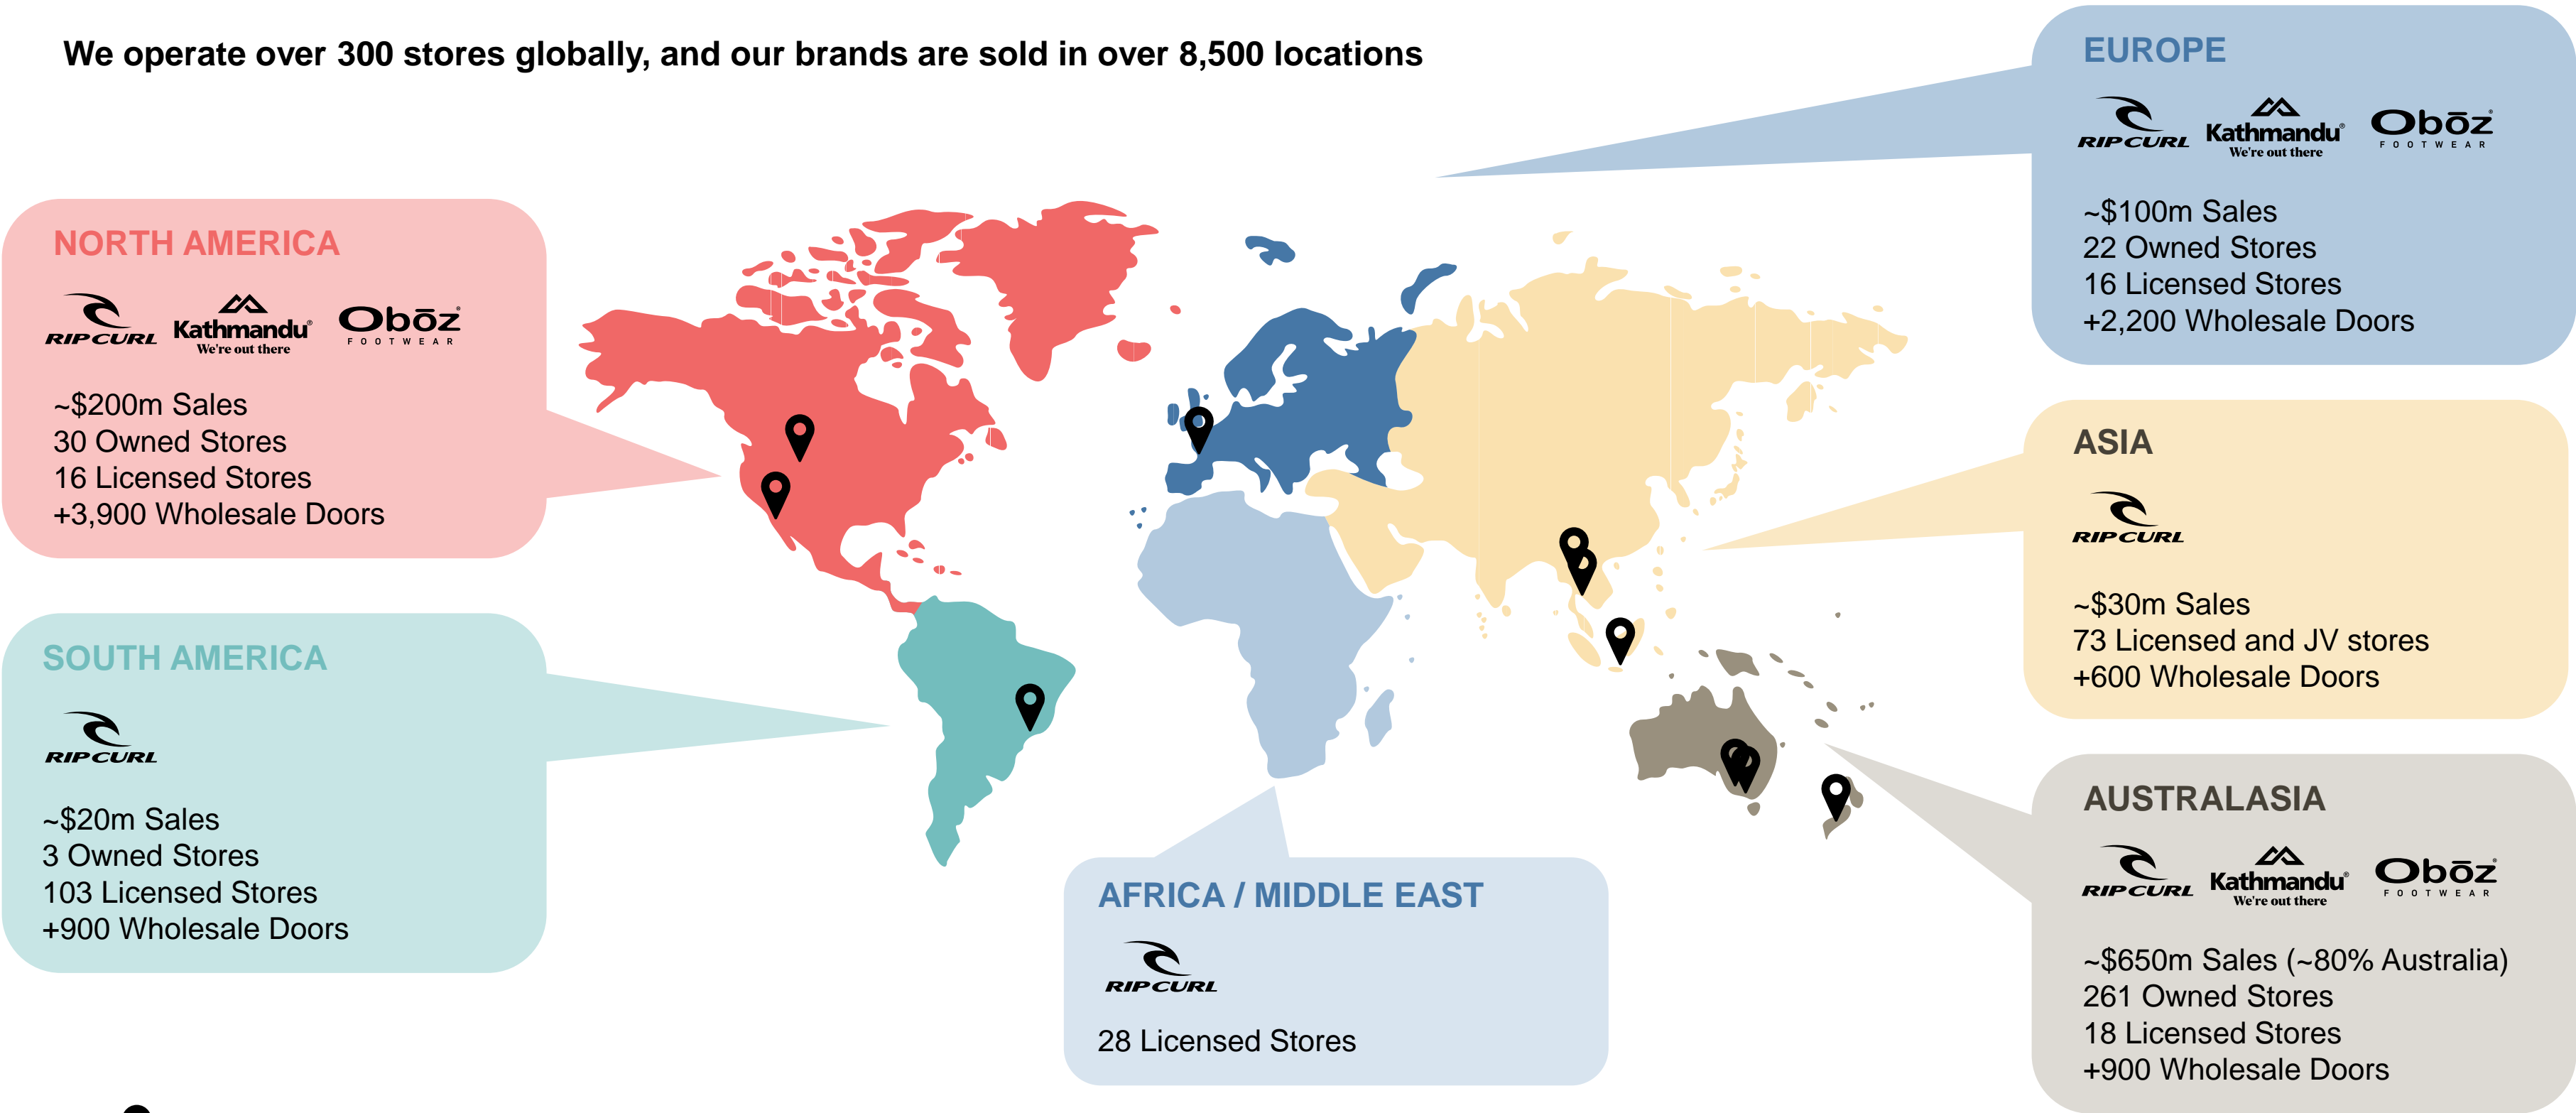 We operate over 300 stores globally, and our brands are sold in over 8,500 locations
NORTH AMERICA
RIP CURL
Kathmandu®
We're out there
Obōz®
FOOTWEAR
~$200m Sales
30 Owned Stores
16 Licensed Stores
+3,900 Wholesale Doors
SOUTH AMERICA
RIP CURL
~$20m Sales
3 Owned Stores
103 Licensed Stores
+900 Wholesale Doors
AFRICA / MIDDLE EAST
RIP CURL
28 Licensed Stores
EUROPE
RIP CURL
Kathmandu®
We're out there
Obōz®
FOOTWEAR
~$100m Sales
22 Owned Stores
16 Licensed Stores
+2,200 Wholesale Doors
ASIA
RIP CURL
~$30m Sales
73 Licensed and JV stores
+600 Wholesale Doors
AUSTRALASIA
RIP CURL
Kathmandu®
We're out there
Obōz®
FOOTWEAR
~$650m Sales (~80% Australia)
261 Owned Stores
18 Licensed Stores
+900 Wholesale Doors